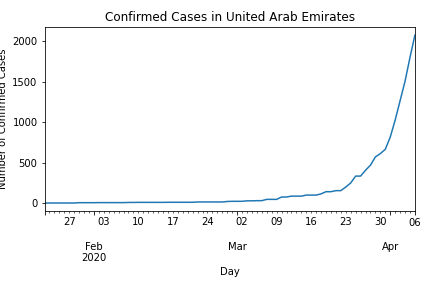 Confirmed Cases in United Arab Emirates
Number of Confirmed Cases
2000
1500
1000
500
0
27 03 10 17 24 02 09 16 23 30 06
Feb Mar Apr
2020
Day